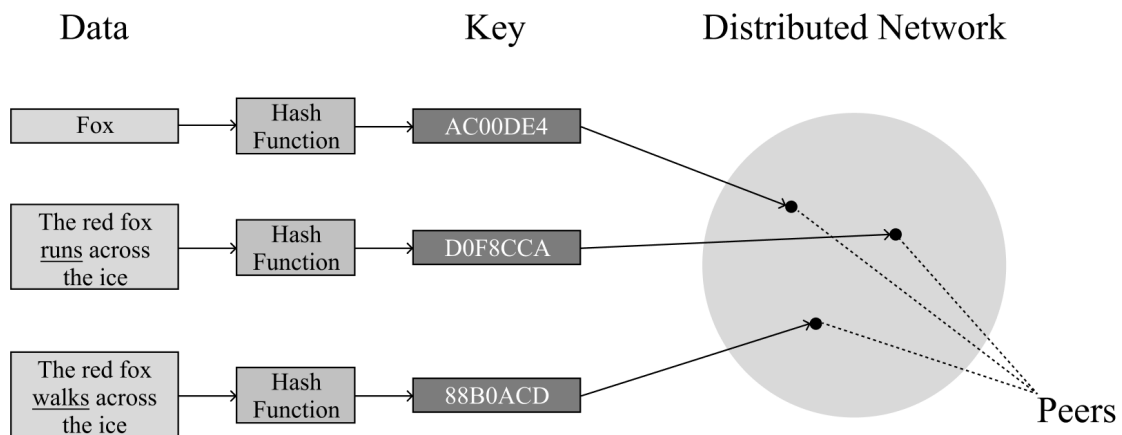 Data
Key
Distributed Network
Fox
Hash
Function
AC00DE4
The red fox
runs across
the ice
Hash
Function
D0F8CCA
The red fox
walks across
the ice
Hash
Function
88B0ACD
Peers